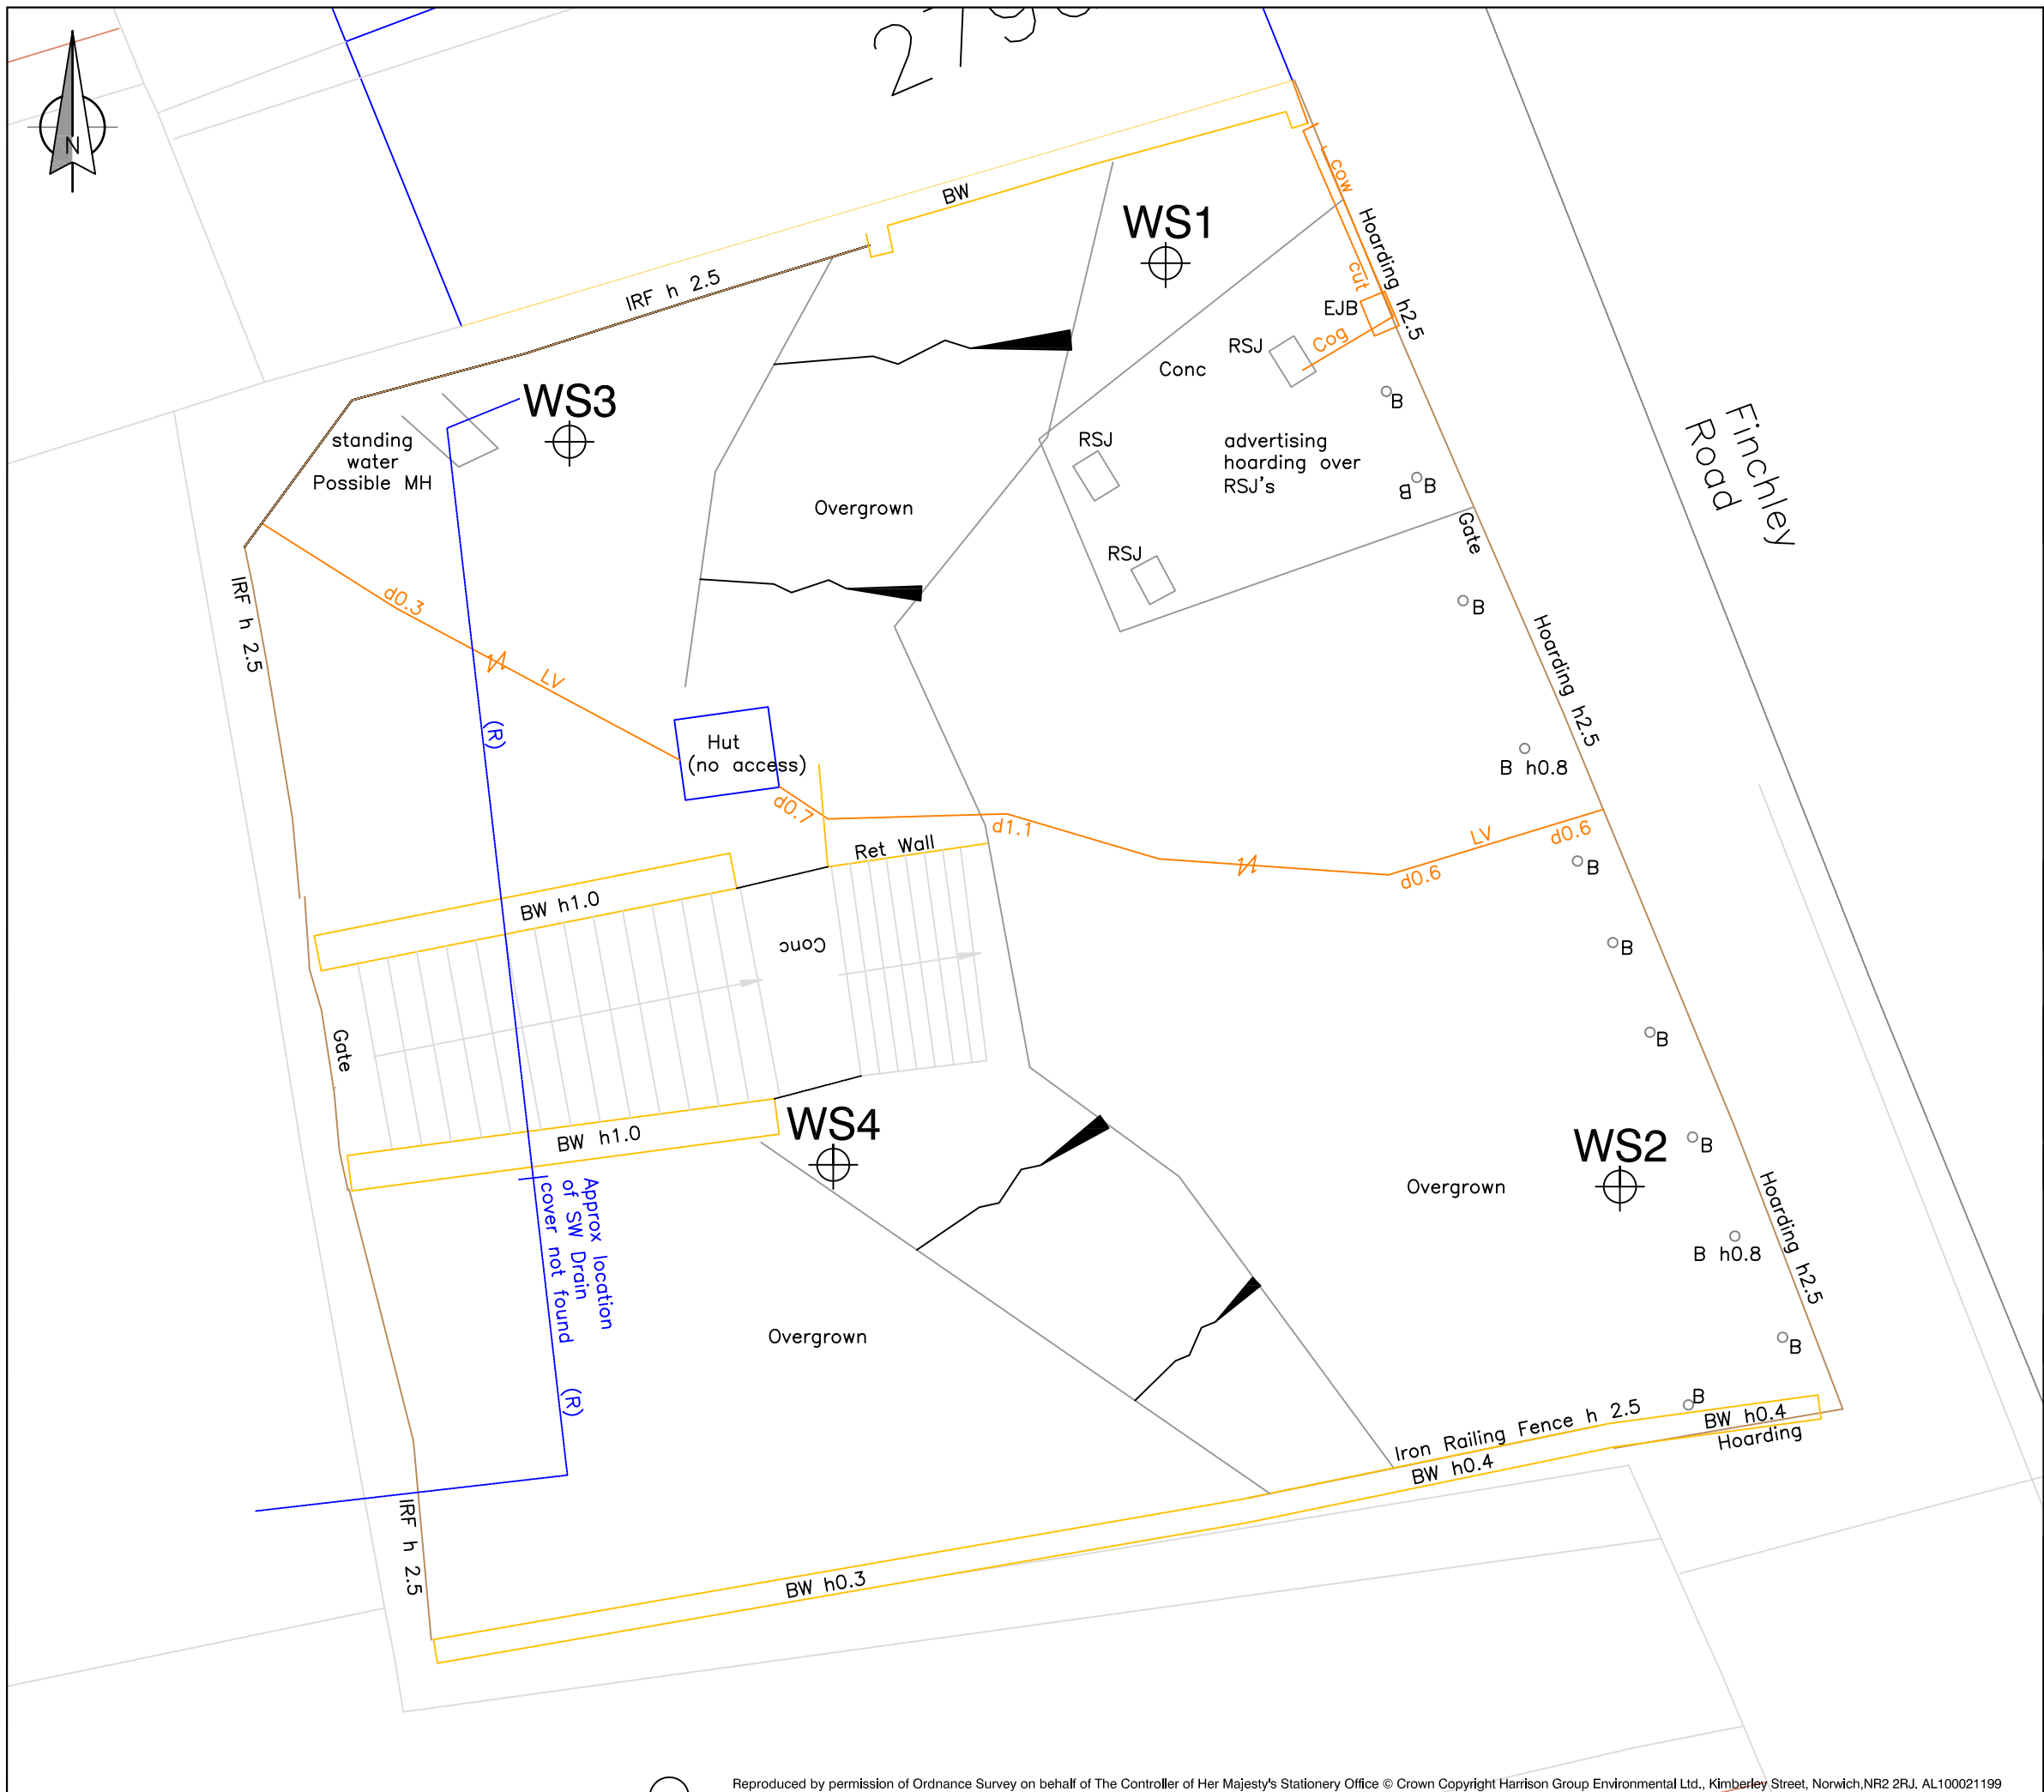 N
BW
WS1
cow
Hoarding h2.5
cut
IRF h 2.5
EJB
RSJ
Cog
Conc
WS3
B
standing
water
Possible MH
RSJ
advertising
hoarding over
RSJ's
Finchley
Road
B
B
Overgrown
Gate
RSJ
d0.3
B
IRF h 2.5
LV
Hoarding h2.5
(R)
Hut
(no access)
B h0.8
d0.7
d1.1
LV
d0.6
Ret Wall
d0.6
B
BW h1.0
Conc
B
Gate
B
BW h1.0
WS4
WS2
B
Approx location
of SW Drain
cover not found
Overgrown
Hoarding h2.5
B h0.8
Overgrown
B
(R)
B
Iron Railing Fence h 2.5
BW h0.4
Hoarding
BW h0.4
IRF h 2.5
BW h0.3
Reproduced by permission of Ordnance Survey on behalf of The Controller of Her Majesty's Stationery Office © Crown Copyright Harrison Group Environmental Ltd., Kimberley Street, Norwich,NR2 2RJ. AL100021199